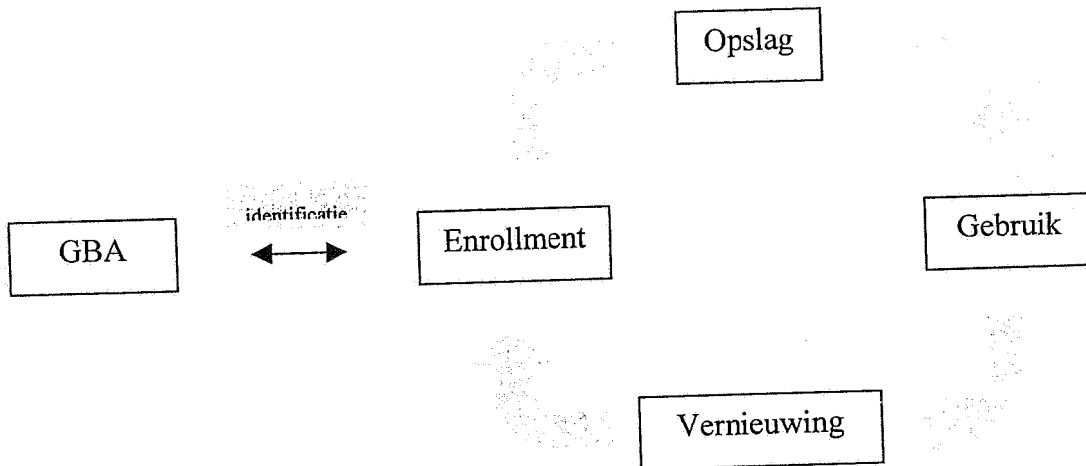 Opslag
identificatie
GBA
Enrollment
Gebruik
Vernieuwing